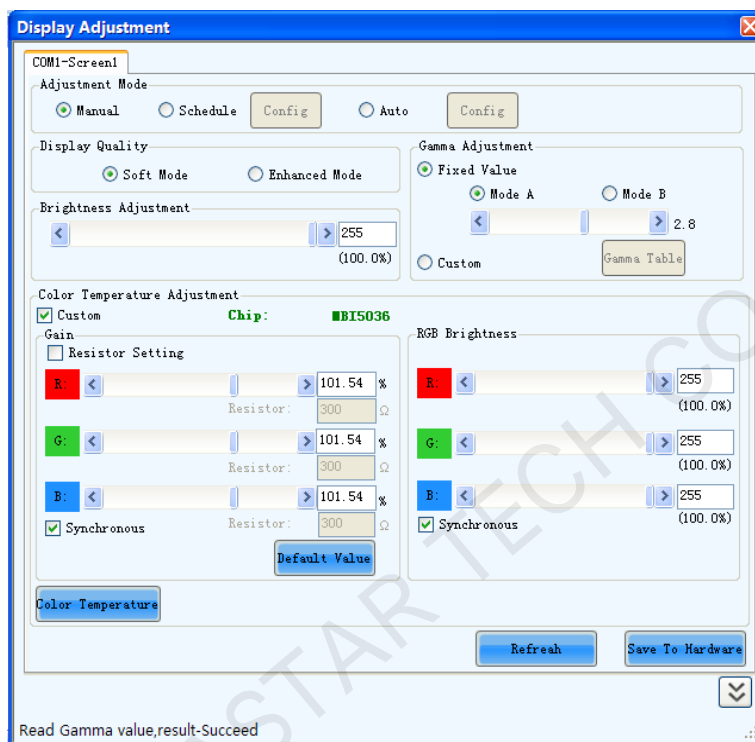 Display Adjustment
COM1-Screen1
Adjustment Mode
Manual Schedule Config Auto Config
Display Quality
Soft Mode Enhanced Mode
Gamma Adjustment
Fixed Value
Mode A Mode B
2.8
Custom Gamma Table
Brightness Adjustment
255
(100.0%)
Color Temperature Adjustment
Custom Chip: MBI5036
Gain
Resistor Setting
R: 101.54 %
Resistor: 300 Ω
G: 101.54 %
Resistor: 300 Ω
B: 101.54 %
Synchronous Resistor: 300 Ω
Default Value
RGB Brightness
R: 255
(100.0%)
G: 255
(100.0%)
B: 255
Synchronous (100.0%)
Color Temperature
Refreah Save To Hardware
Read Gamma value,result-Succeed
STAR TECH CO